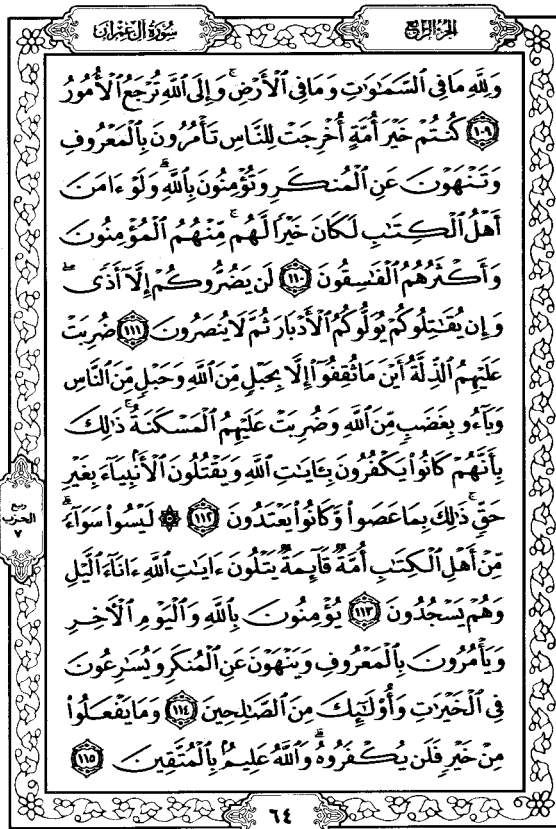 سُورَةُ آلِ عِمْرَانَ
الجُزْءُ الرَّابِعُ
وَلِلَّهِ مَا فِى ٱلسَّمَٰوَٰتِ وَمَا فِى ٱلْأَرْضِ ۚ وَإِلَى ٱللَّهِ تُرْجَعُ ٱلْأُمُورُ
١٠٩ كُنتُمْ خَيْرَ أُمَّةٍ أُخْرِجَتْ لِلنَّاسِ تَأْمُرُونَ بِٱلْمَعْرُوفِ
وَتَنْهَوْنَ عَنِ ٱلْمُنكَرِ وَتُؤْمِنُونَ بِٱللَّهِ ۗ وَلَوْ ءَامَنَ
أَهْلُ ٱلْكِتَٰبِ لَكَانَ خَيْرًا لَّهُم ۚ مِّنْهُمُ ٱلْمُؤْمِنُونَ
وَأَكْثَرُهُمُ ٱلْفَٰسِقُونَ ١١٠ لَن يَضُرُّوكُمْ إِلَّآ أَذًى ۖ
وَإِن يُقَٰتِلُوكُمْ يُوَلُّوكُمُ ٱلْأَدْبَارَ ثُمَّ لَا يُنصَرُونَ ١١١ ضُرِبَتْ
عَلَيْهِمُ ٱلذِّلَّةُ أَيْنَ مَا ثُقِفُوٓا۟ إِلَّا بِحَبْلٍ مِّنَ ٱللَّهِ وَحَبْلٍ مِّنَ ٱلنَّاسِ
وَبَآءُو بِغَضَبٍ مِّنَ ٱللَّهِ وَضُرِبَتْ عَلَيْهِمُ ٱلْمَسْكَنَةُ ۚ ذَٰلِكَ
بِأَنَّهُمْ كَانُوا۟ يَكْفُرُونَ بِـَٔايَٰتِ ٱللَّهِ وَيَقْتُلُونَ ٱلْأَنۢبِيَآءَ بِغَيْرِ
حَقٍّ ۚ ذَٰلِكَ بِمَا عَصَوا۟ وَّكَانُوا۟ يَعْتَدُونَ ١١٢ ۞ لَيْسُوا۟ سَوَآءً ۗ
مِّنْ أَهْلِ ٱلْكِتَٰبِ أُمَّةٌ قَآئِمَةٌ يَتْلُونَ ءَايَٰتِ ٱللَّهِ ءَانَآءَ ٱلَّيْلِ
وَهُمْ يَسْجُدُونَ ١١٣ يُؤْمِنُونَ بِٱللَّهِ وَٱلْيَوْمِ ٱلْءَاخِرِ
وَيَأْمُرُونَ بِٱلْمَعْرُوفِ وَيَنْهَوْنَ عَنِ ٱلْمُنكَرِ وَيُسَٰرِعُونَ
فِى ٱلْخَيْرَٰتِ وَأُو۟لَٰٓئِكَ مِنَ ٱلصَّٰلِحِينَ ١١٤ وَمَا يَفْعَلُوا۟
مِنْ خَيْرٍ فَلَن يُكْفَرُوهُ ۗ وَٱللَّهُ عَلِيمٌۢ بِٱلْمُتَّقِينَ ١١٥
ربع
الحزب
٧
٦٤